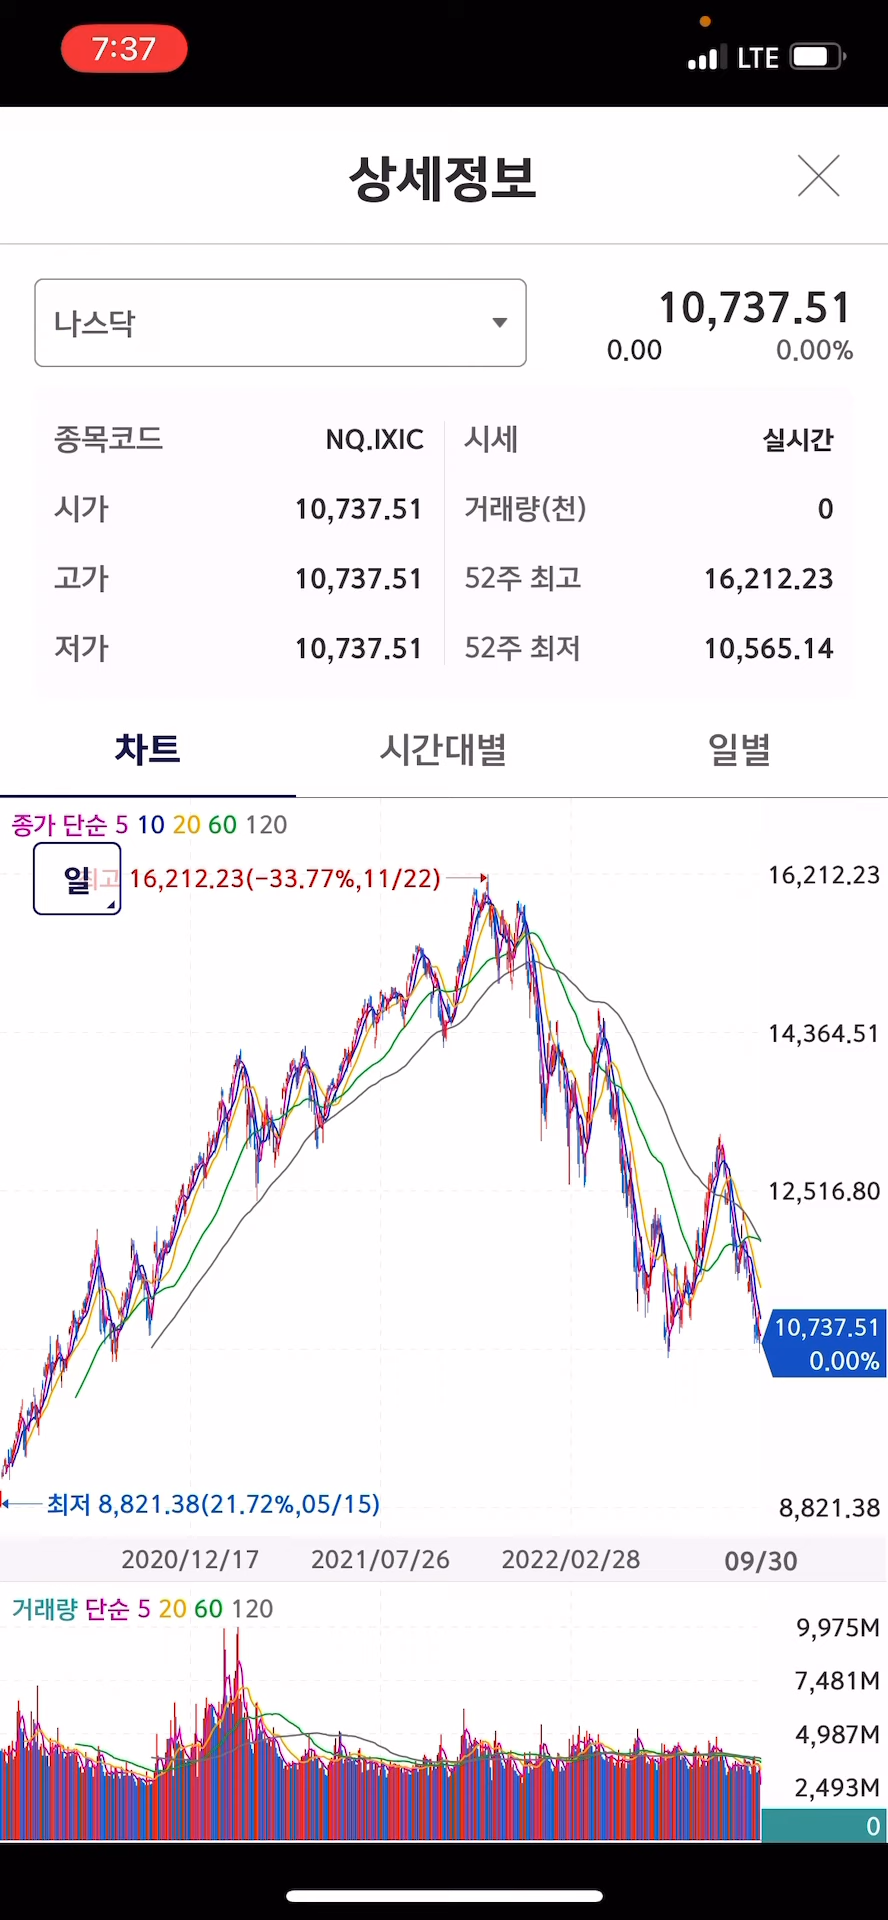 7:37
LTE
상세정보
나스닥
10,737.51
0.00 0.00%
종목코드 NQ.IXIC 시세 실시간
시가 10,737.51 거래량(천) 0
고가 10,737.51 52주 최고 16,212.23
저가 10,737.51 52주 최저 10,565.14
차트 시간대별 일별
종가 단순 5 10 20 60 120
일
최고 16,212.23(-33.77%,11/22)
16,212.23
14,364.51
12,516.80
10,737.51
0.00%
최저 8,821.38(21.72%,05/15)
8,821.38
2020/12/17 2021/07/26 2022/02/28 09/30
거래량 단순 5 20 60 120
9,975M
7,481M
4,987M
2,493M
0